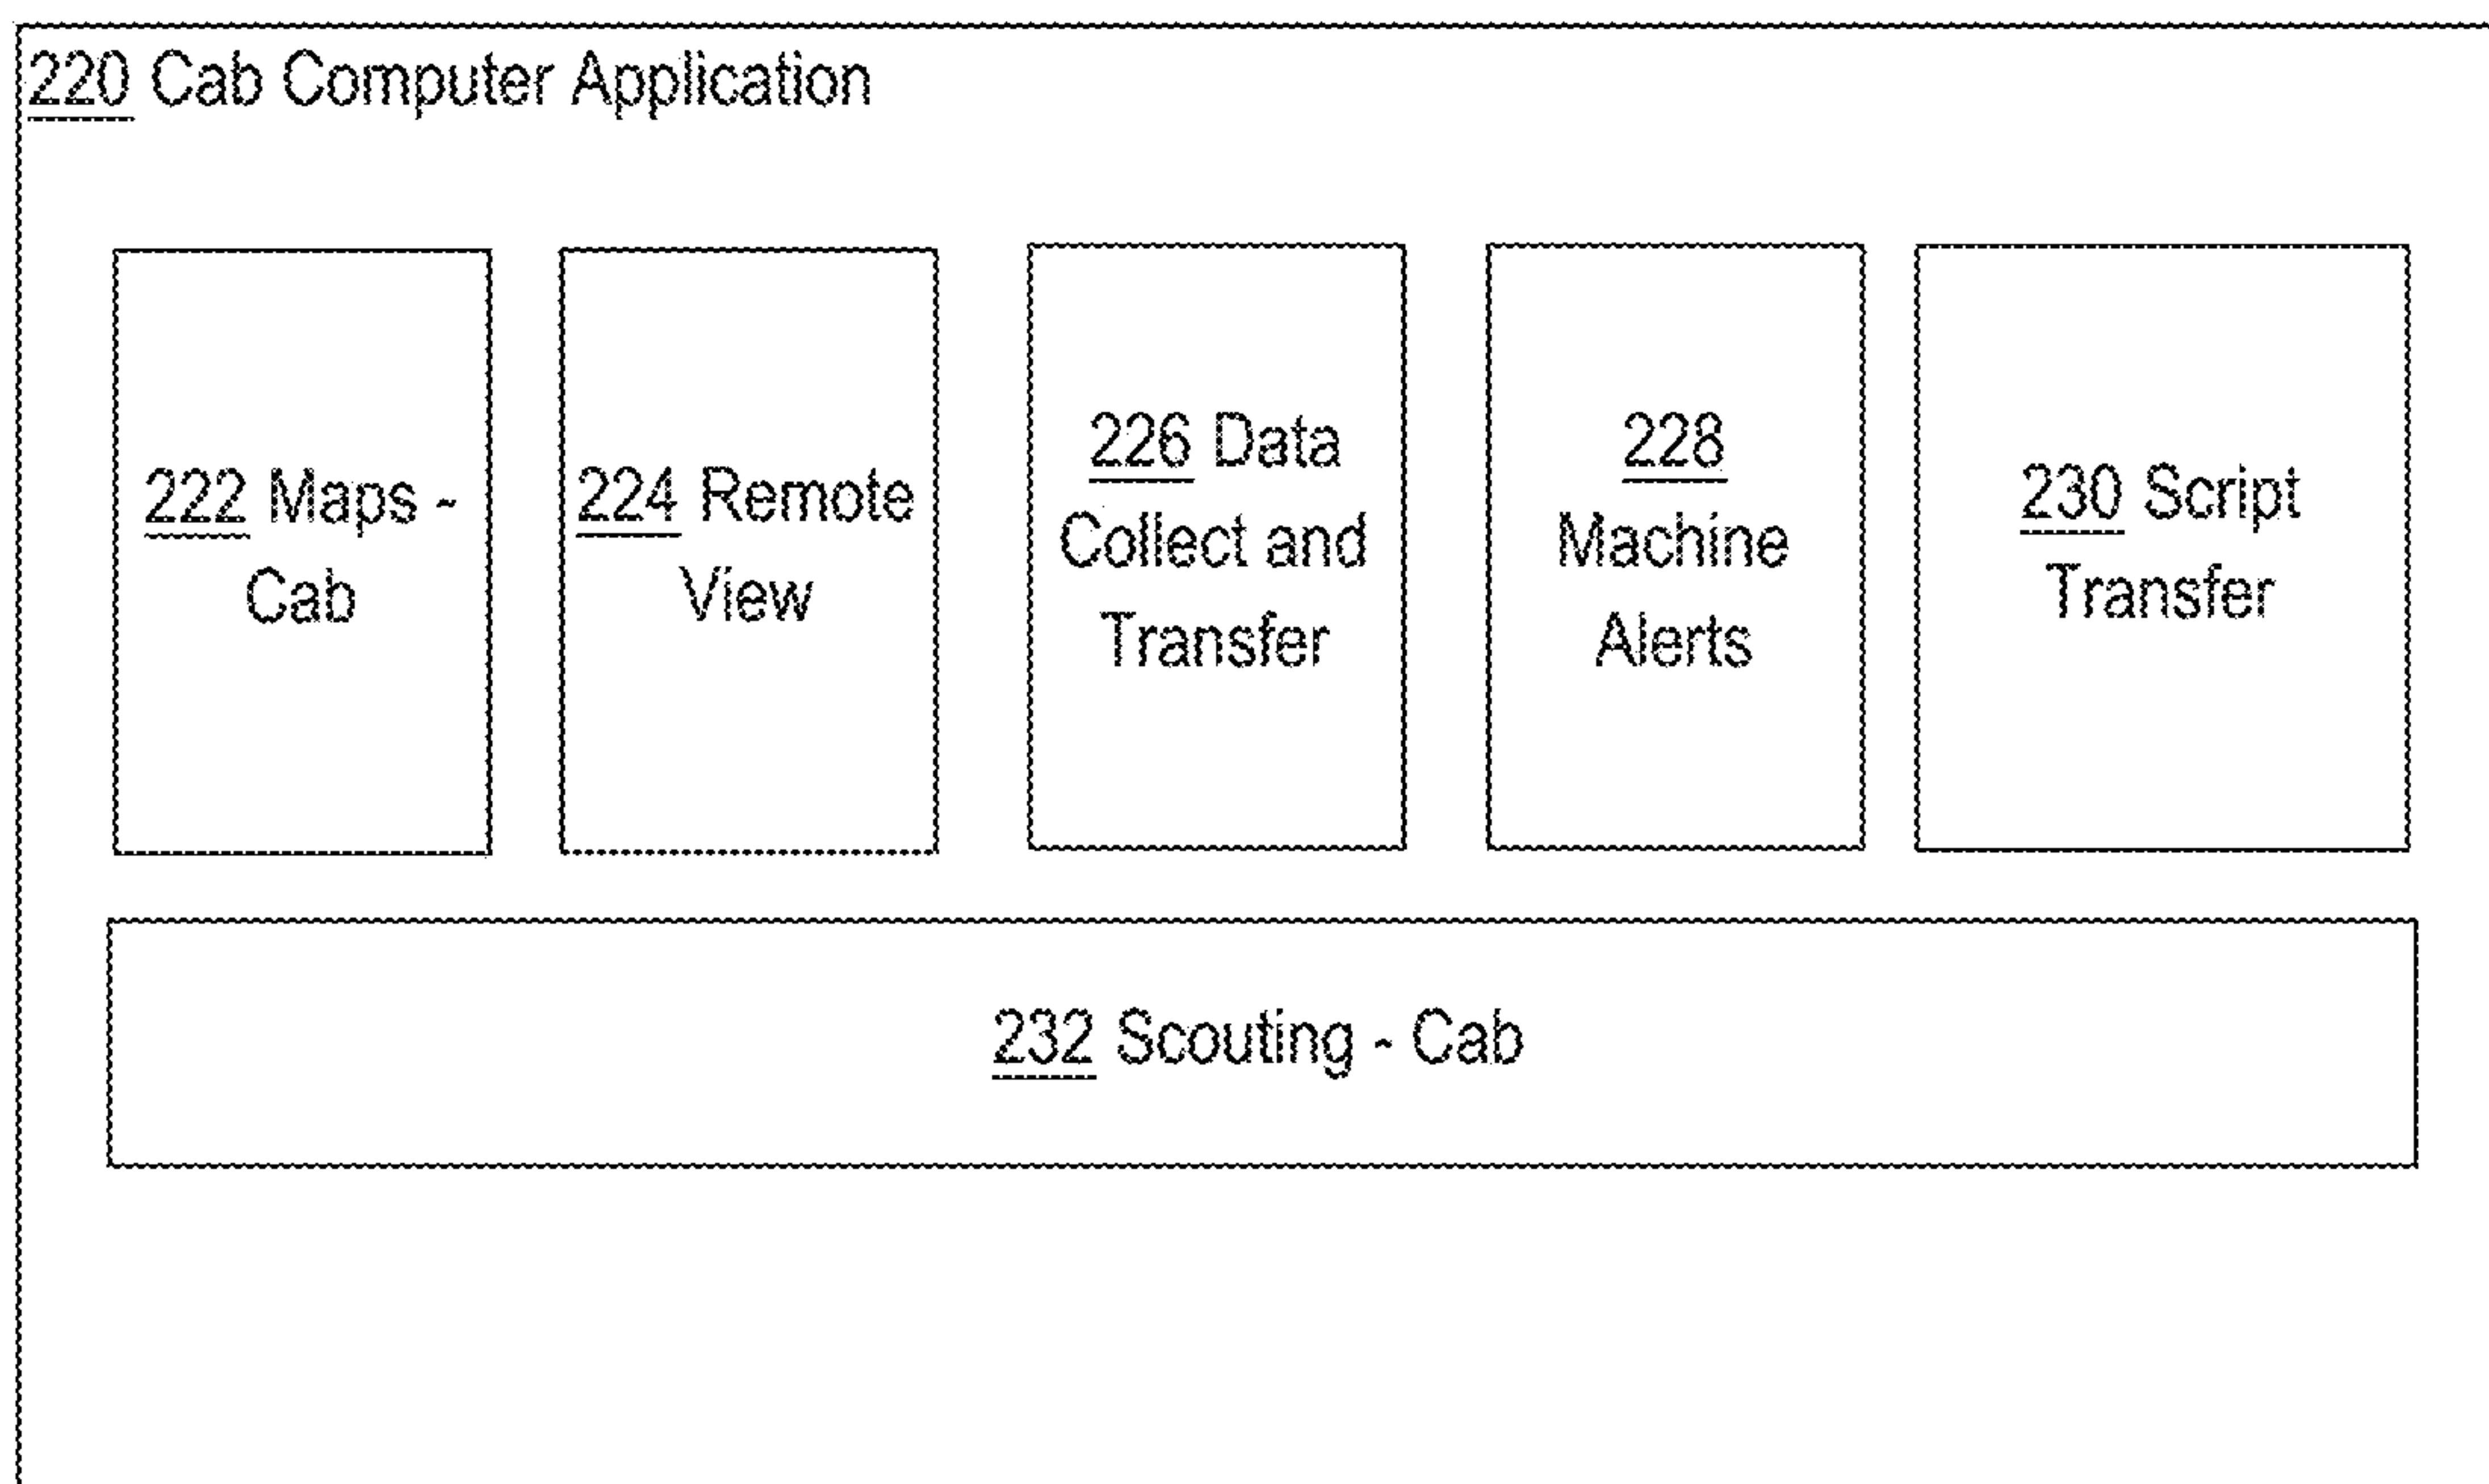 220 Cab Computer Application
222 Maps -
Cab
224 Remote
View
226 Data
Collect and
Transfer
228
Machine
Alerts
230 Script
Transfer
232 Scouting - Cab